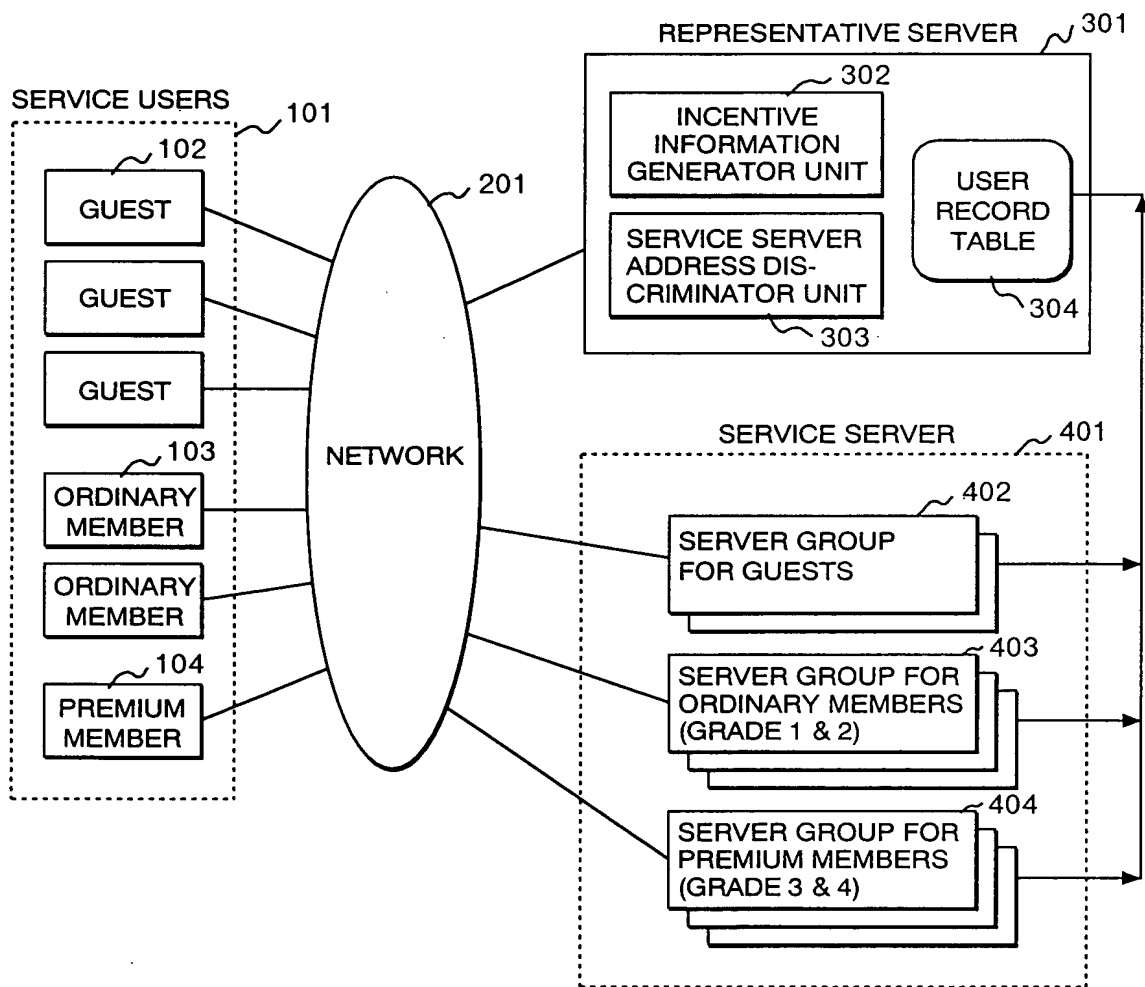 REPRESENTATIVE SERVER
301
302
INCENTIVE
INFORMATION
GENERATOR UNIT
SERVICE SERVER
ADDRESS DIS-
CRIMINATOR UNIT
303
USER
RECORD
TABLE
304
SERVICE USERS
101
102
GUEST
GUEST
GUEST
103
ORDINARY
MEMBER
ORDINARY
MEMBER
104
PREMIUM
MEMBER
201
NETWORK
SERVICE SERVER
401
402
SERVER GROUP
FOR GUESTS
403
SERVER GROUP FOR
ORDINARY MEMBERS
(GRADE 1 & 2)
404
SERVER GROUP FOR
PREMIUM MEMBERS
(GRADE 3 & 4)